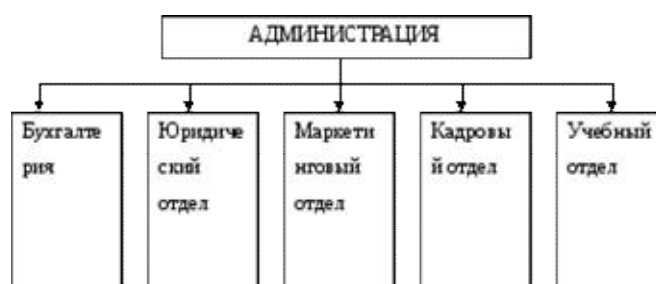 АДМИНИСТРАЦИЯ
Бухгалте
рия
Юридиче
ский
отдел
Маркети
нговый
отдел
Кадровы
й отдел
Учебный
отдел